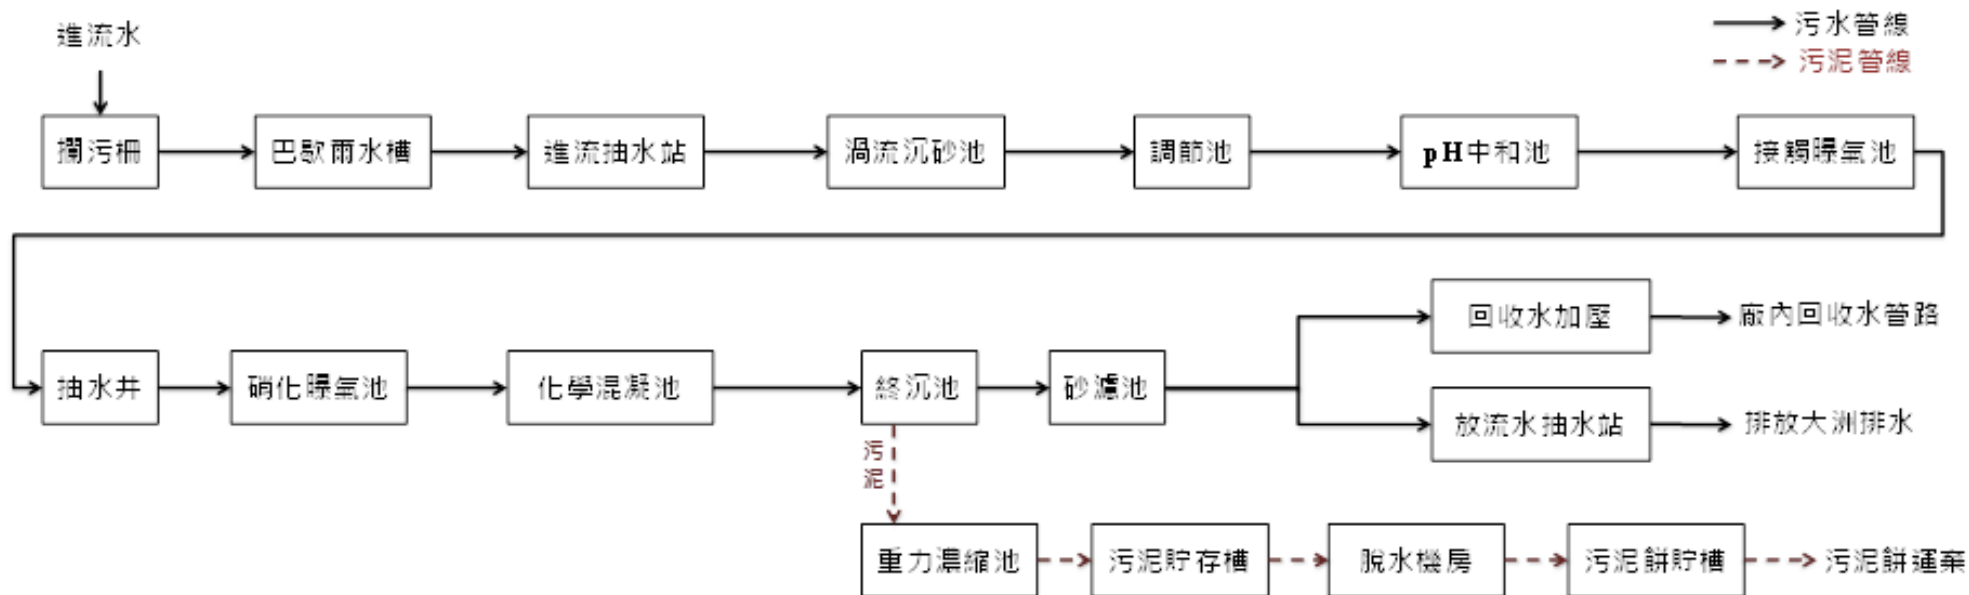 進流水
污水管線
污泥管線
攔污柵
巴歇爾水槽
進流抽水站
渦流沉砂池
調節池
pH中和池
接觸曝氣池
抽水井
硝化曝氣池
化學混凝池
終沉池
砂濾池
回收水加壓
廠內回收水管路
放流水抽水站
排放大洲排水
污泥
重力濃縮池
污泥貯存槽
脫水機房
污泥餅貯槽
污泥餅運棄